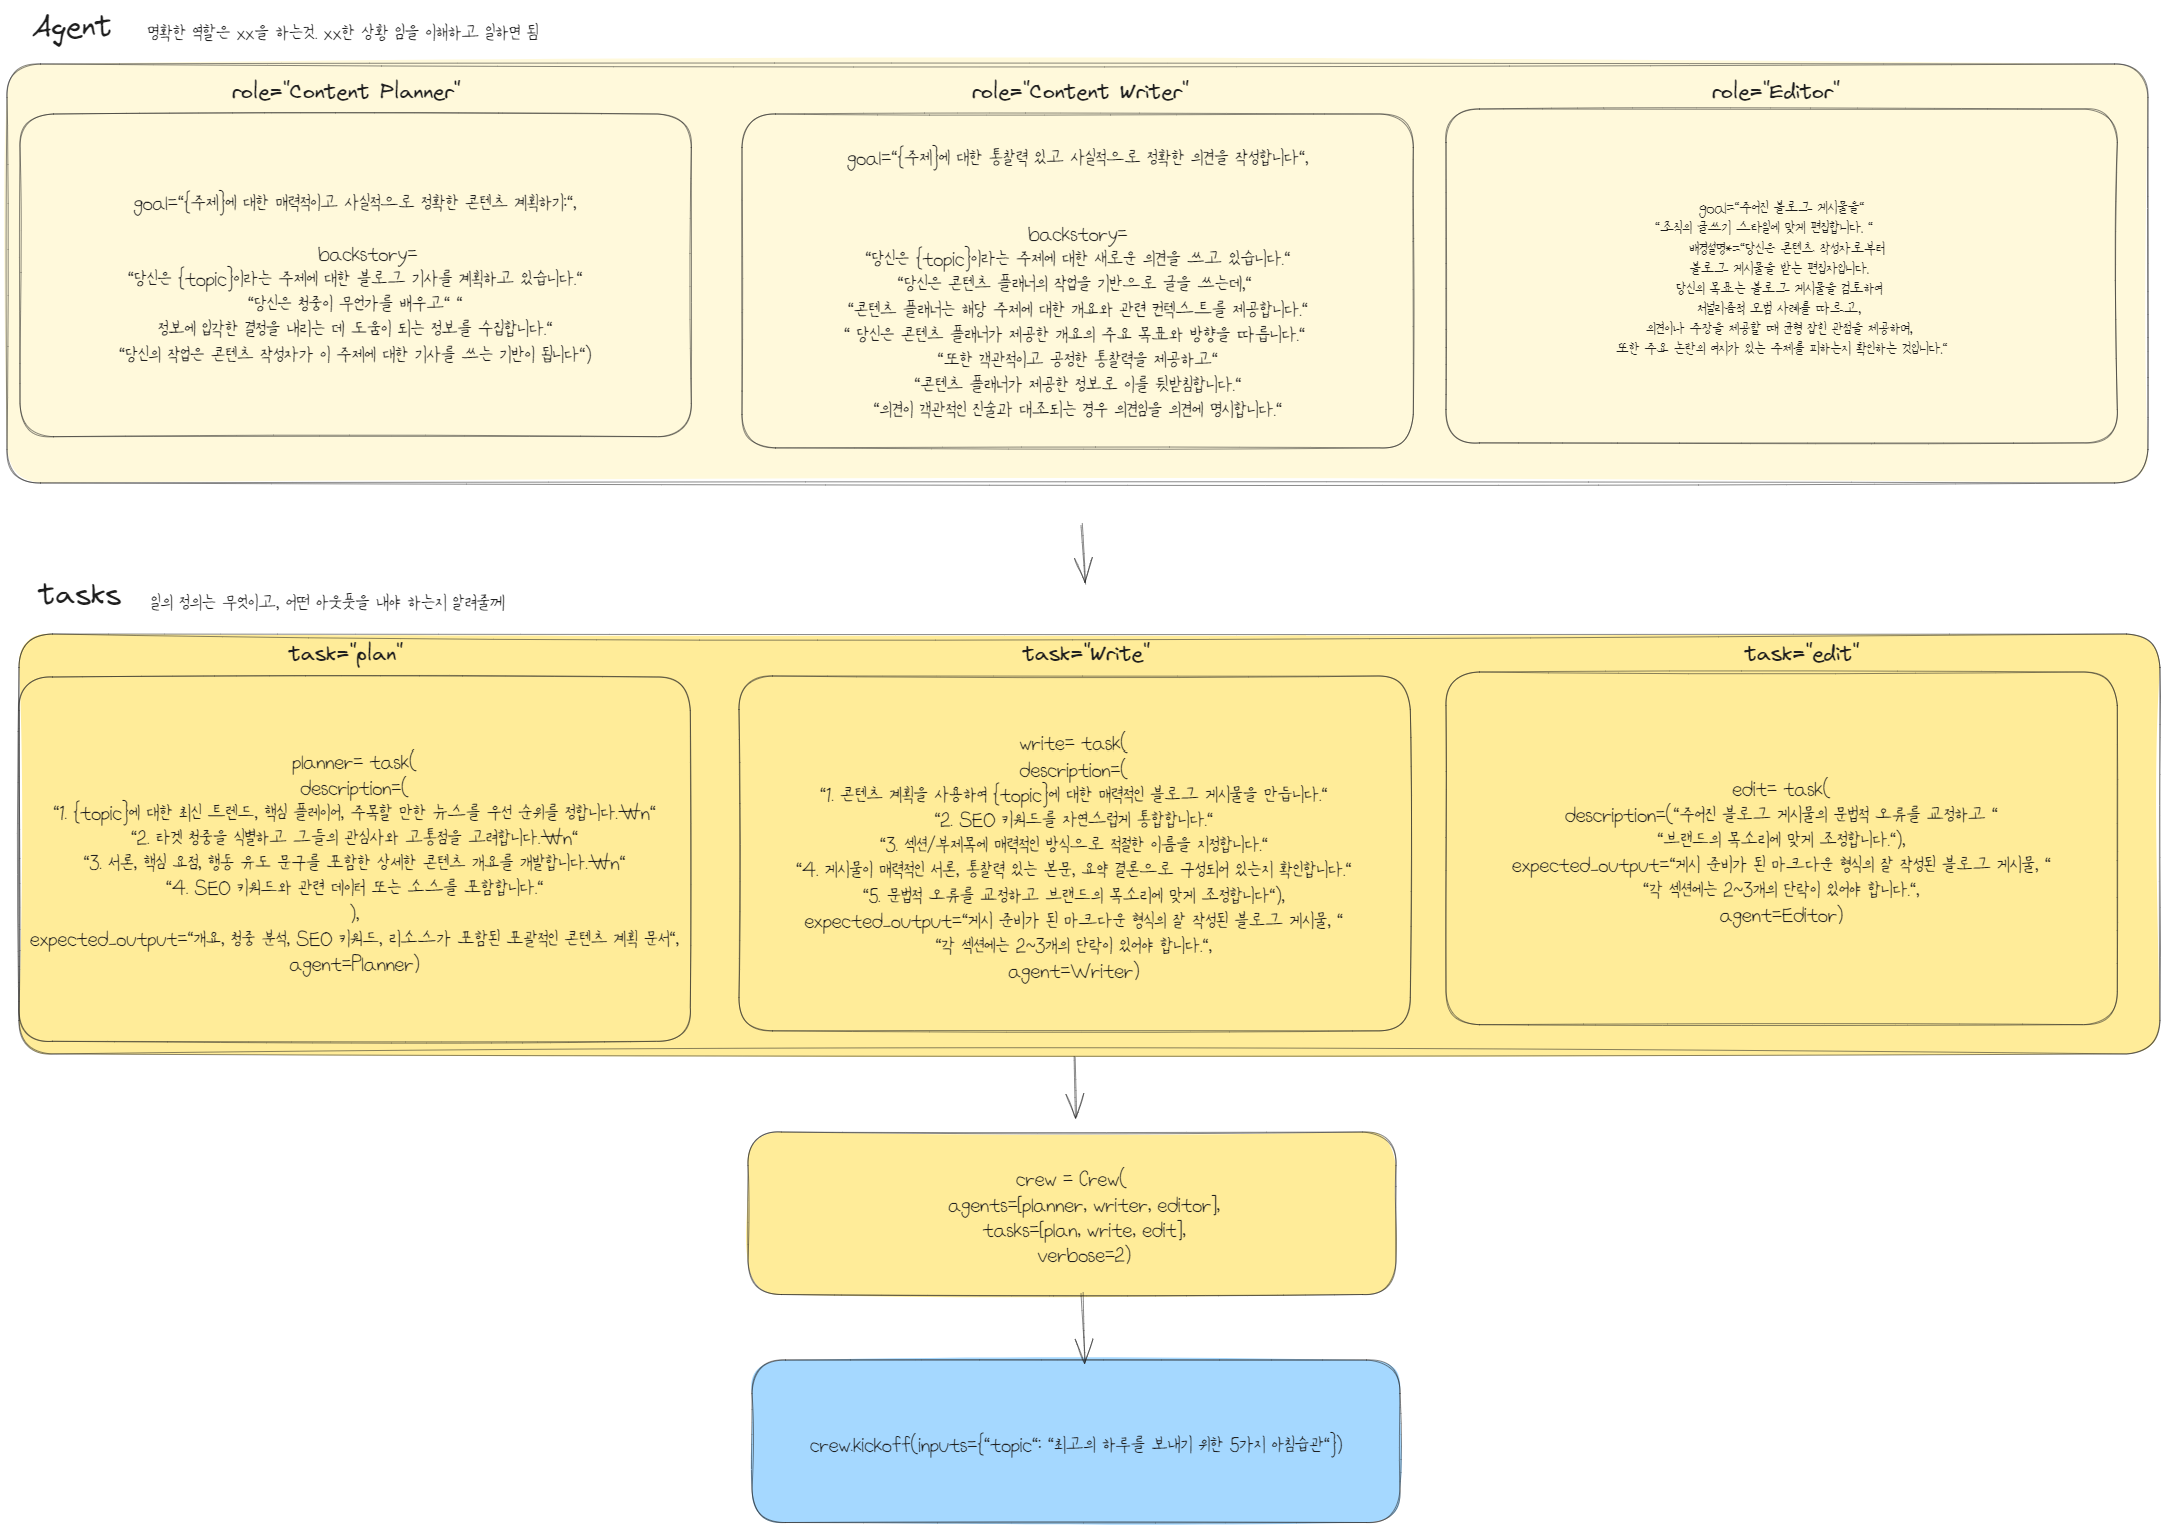 Agent
명확한 역할은 xx을 하는것. xx한 상황 임을 이해하고 일하면 됨
role="Content Planner"
goal="{주제}에 대한 매력적이고 사실적으로 정확한 콘텐츠 계획하기:",
backstory=
"당신은 {topic}이라는 주제에 대한 블로그 기사를 계획하고 있습니다."
"당신은 청중이 무언가를 배우고" "
정보에 입각한 결정을 내리는 데 도움이 되는 정보를 수집합니다."
"당신의 작업은 콘텐츠 작성자가 이 주제에 대한 기사를 쓰는 기반이 됩니다")
role="Content Writer"
goal="{주제}에 대한 통찰력 있고 사실적으로 정확한 의견을 작성합니다",
backstory=
"당신은 {topic}이라는 주제에 대한 새로운 의견을 쓰고 있습니다."
"당신은 콘텐츠 플래너의 작업을 기반으로 글을 쓰는데,"
"콘텐츠 플래너는 해당 주제에 대한 개요와 관련 컨텍스트를 제공합니다."
" 당신은 콘텐츠 플래너가 제공한 개요의 주요 목표와 방향을 따릅니다."
"또한 객관적이고 공정한 통찰력을 제공하고"
"콘텐츠 플래너가 제공한 정보로 이를 뒷받침합니다."
"의견이 객관적인 진술과 대조되는 경우 의견임을 의견에 명시합니다."
role="Editor"
goal="주어진 블로그 게시물을"
"조직의 글쓰기 스타일에 맞게 편집합니다. "
배경설명*="당신은 콘텐츠 작성자로부터
블로그 게시물을 받는 편집자입니다.
당신의 목표는 블로그 게시물을 검토하여
저널리즘적 모범 사례를 따르고,
의견이나 주장을 제공할 때 균형 잡힌 관점을 제공하며,
또한 주요 논란의 여지가 있는 주제를 피하는지 확인하는 것입니다."
tasks
일의 정의는 무엇이고, 어떤 아웃풋을 내야 하는지 알려줄께
task="plan"
planner= task(
description=(
"1. {topic}에 대한 최신 트렌드, 핵심 플레이어, 주목할 만한 뉴스를 우선 순위를 정합니다.₩n"
"2. 타겟 청중을 식별하고 그들의 관심사와 고통점을 고려합니다.₩n"
"3. 서론, 핵심 요점, 행동 유도 문구를 포함한 상세한 콘텐츠 개요를 개발합니다.₩n"
"4. SEO 키워드와 관련 데이터 또는 소스를 포함합니다."
),
expected_output="개요, 청중 분석, SEO 키워드, 리소스가 포함된 포괄적인 콘텐츠 계획 문서",
agent=Planner)
task="Write"
write= task(
description=(
"1. 콘텐츠 계획을 사용하여 {topic}에 대한 매력적인 블로그 게시물을 만듭니다."
"2. SEO 키워드를 자연스럽게 통합합니다."
"3. 섹션/부제목에 매력적인 방식으로 적절한 이름을 지정합니다."
"4. 게시물이 매력적인 서론, 통찰력 있는 본문, 요약 결론으로 구성되어 있는지 확인합니다."
"5. 문법적 오류를 교정하고 브랜드의 목소리에 맞게 조정합니다"),
expected_output="게시 준비가 된 마크다운 형식의 잘 작성된 블로그 게시물, "
"각 섹션에는 2~3개의 단락이 있어야 합니다.",
agent=Writer)
task="edit"
edit= task(
description=("주어진 블로그 게시물의 문법적 오류를 교정하고 "
"브랜드의 목소리에 맞게 조정합니다."),
expected_output="게시 준비가 된 마크다운 형식의 잘 작성된 블로그 게시물, "
"각 섹션에는 2~3개의 단락이 있어야 합니다.",
agent=Editor)
crew = Crew(
agents=[planner, writer, editor],
tasks=[plan, write, edit],
verbose=2)
crew.kickoff(inputs={"topic": "최고의 하루를 보내기 위한 5가지 아침습관"})